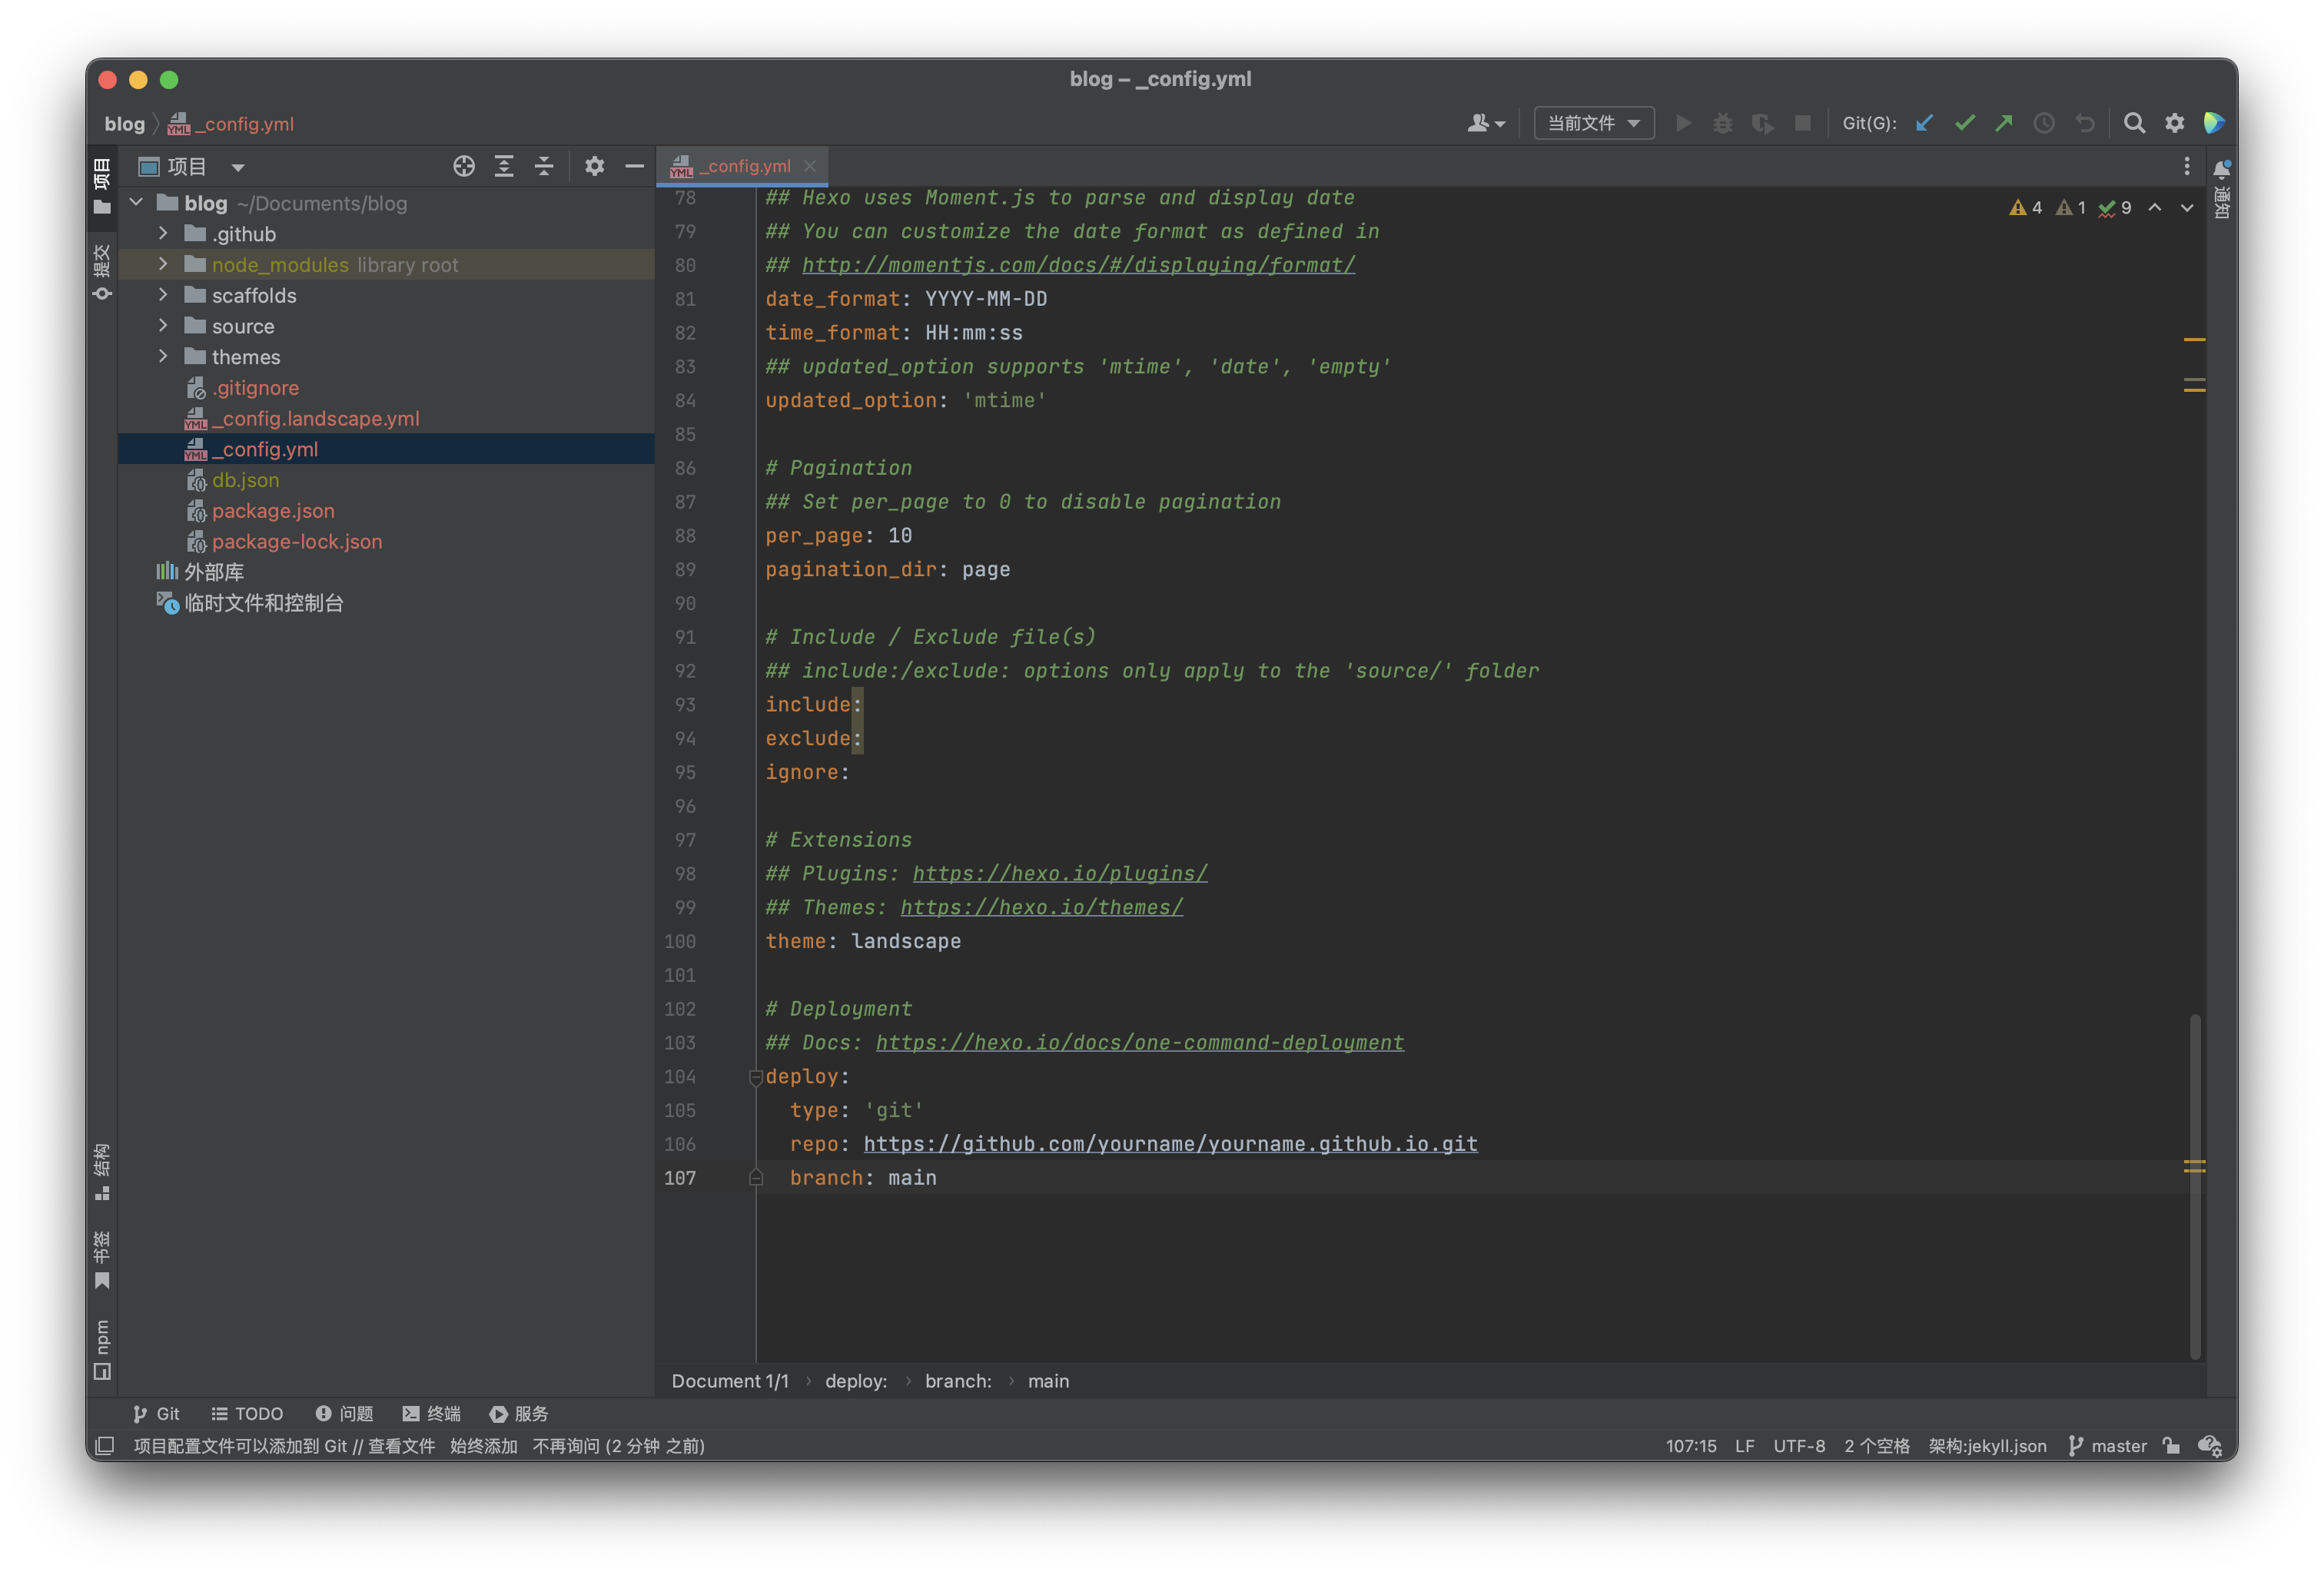 blog – _config.yml
blog
_config.yml
当前文件
Git(G):
项目
_config.yml
项目
提交
结构
书签
npm
通知
blog ~/Documents/blog
.github
node_modules library root
scaffolds
source
themes
.gitignore
_config.landscape.yml
_config.yml
db.json
package.json
package-lock.json
外部库
临时文件和控制台
4 1 9
78 ## Hexo uses Moment.js to parse and display date
79 ## You can customize the date format as defined in
80 ## http://momentjs.com/docs/#/displaying/format/
81 date_format: YYYY-MM-DD
82 time_format: HH:mm:ss
83 ## updated_option supports 'mtime', 'date', 'empty'
84 updated_option: 'mtime'
85
86 # Pagination
87 ## Set per_page to 0 to disable pagination
88 per_page: 10
89 pagination_dir: page
90
91 # Include / Exclude file(s)
92 ## include:/exclude: options only apply to the 'source/' folder
93 include:
94 exclude:
95 ignore:
96
97 # Extensions
98 ## Plugins: https://hexo.io/plugins/
99 ## Themes: https://hexo.io/themes/
100 theme: landscape
101
102 # Deployment
103 ## Docs: https://hexo.io/docs/one-command-deployment
104 deploy:
105 type: 'git'
106 repo: https://github.com/yourname/yourname.github.io.git
107 branch: main
Document 1/1 › deploy: › branch: › main
Git TODO 问题 终端 服务
项目配置文件可以添加到 Git // 查看文件 始终添加 不再询问 (2 分钟 之前)
107:15 LF UTF-8 2 个空格 架构:jekyll.json master